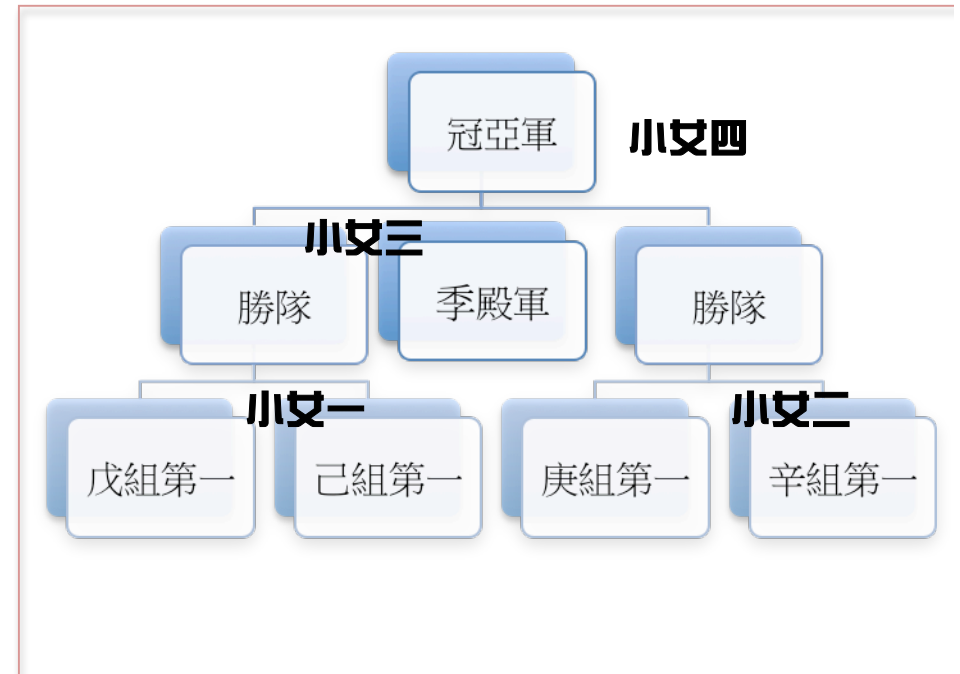 冠亞軍
小女四
小女三
勝隊
季殿軍
勝隊
小女一
小女二
戊組第一
己組第一
庚組第一
辛組第一